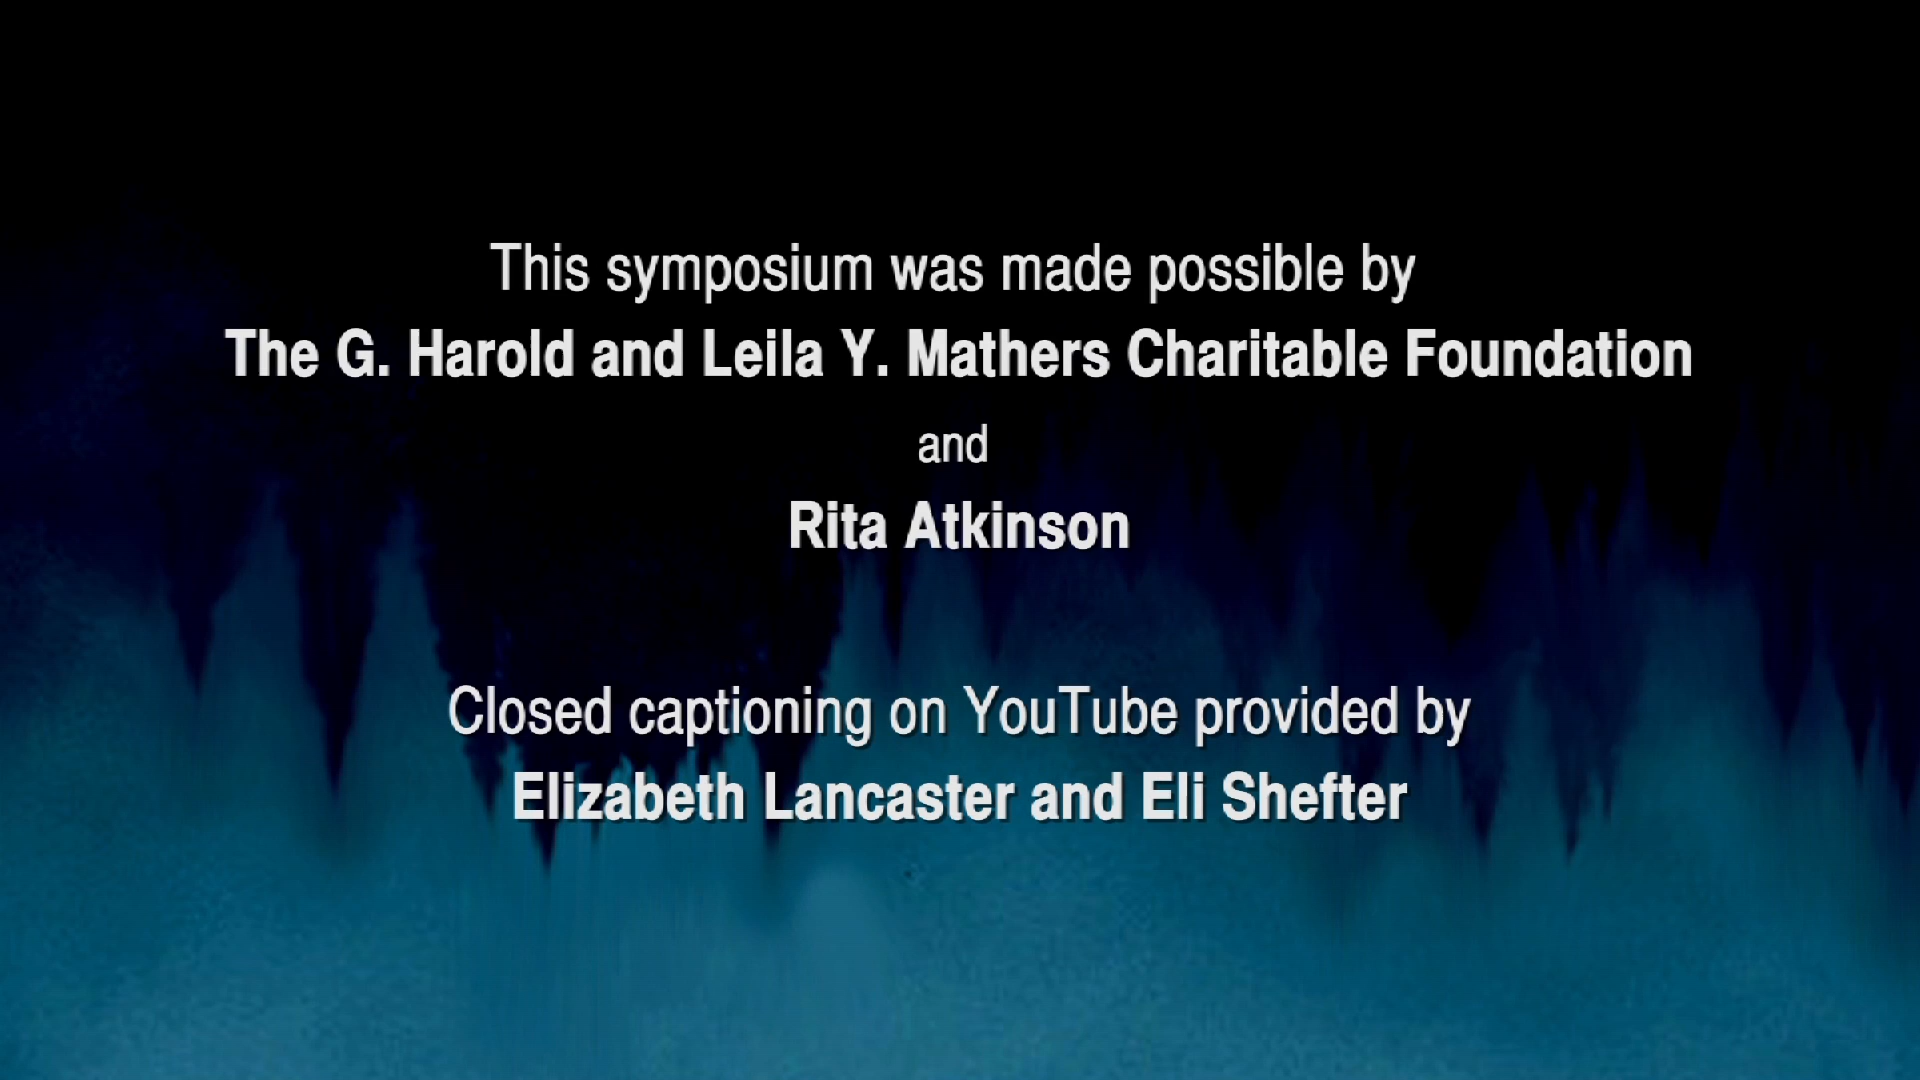 This symposium was made possible by
The G. Harold and Leila Y. Mathers Charitable Foundation
and
Rita Atkinson
Closed captioning on YouTube provided by
Elizabeth Lancaster and Eli Shefter